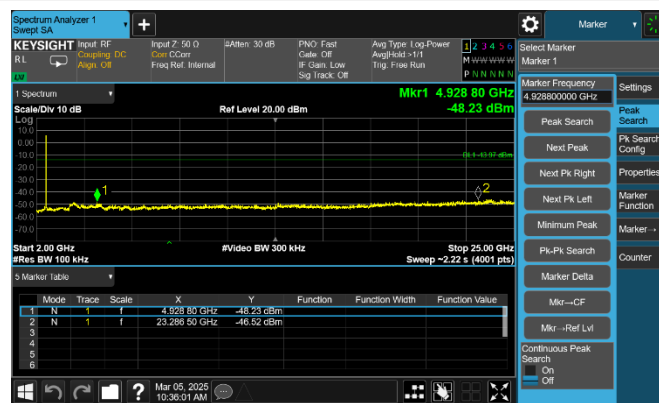 Spectrum Analyzer 1
Swept SA
+
Marker
KEYSIGHT
RL
LXI
Input: RF
Coupling: DC
Align: Off
Input Z: 50 Ω
Corr CCorr
Freq Ref: Internal
#Atten: 30 dB
PNO: Fast
Gate: Off
IF Gain: Low
Sig Track: Off
Avg Type: Log-Power
Avg|Hold:>1/1
Trig: Free Run
1 2 3 4 5 6
M W W W W W
P N N N N N
Select Marker
Marker 1
1 Spectrum
Scale/Div 10 dB
Ref Level 20.00 dBm
Mkr1 4.928 80 GHz
-48.23 dBm
Log
10.0
0.00
-10.0
-20.0
-30.0
-40.0
-50.0
-60.0
-70.0
DL1 -13.97 dBm
1
2
Start 2.00 GHz
#Video BW 300 kHz
Stop 25.00 GHz
#Res BW 100 kHz
Sweep ~2.22 s (4001 pts)
5 Marker Table
Mode Trace Scale X Y Function Function Width Function Value
1 N 1 f 4.928 80 GHz -48.23 dBm
2 N 1 f 23.286 50 GHz -46.52 dBm
3
4
5
6
Marker Frequency
4.928800000 GHz
Peak Search
Next Peak
Next Pk Right
Next Pk Left
Minimum Peak
Pk-Pk Search
Marker Delta
Mkr→CF
Mkr→Ref Lvl
Continuous Peak
Search
On
Off
Settings
Peak
Search
Pk Search
Config
Properties
Marker
Function
Marker→
Counter
?
Mar 05, 2025
10:36:01 AM